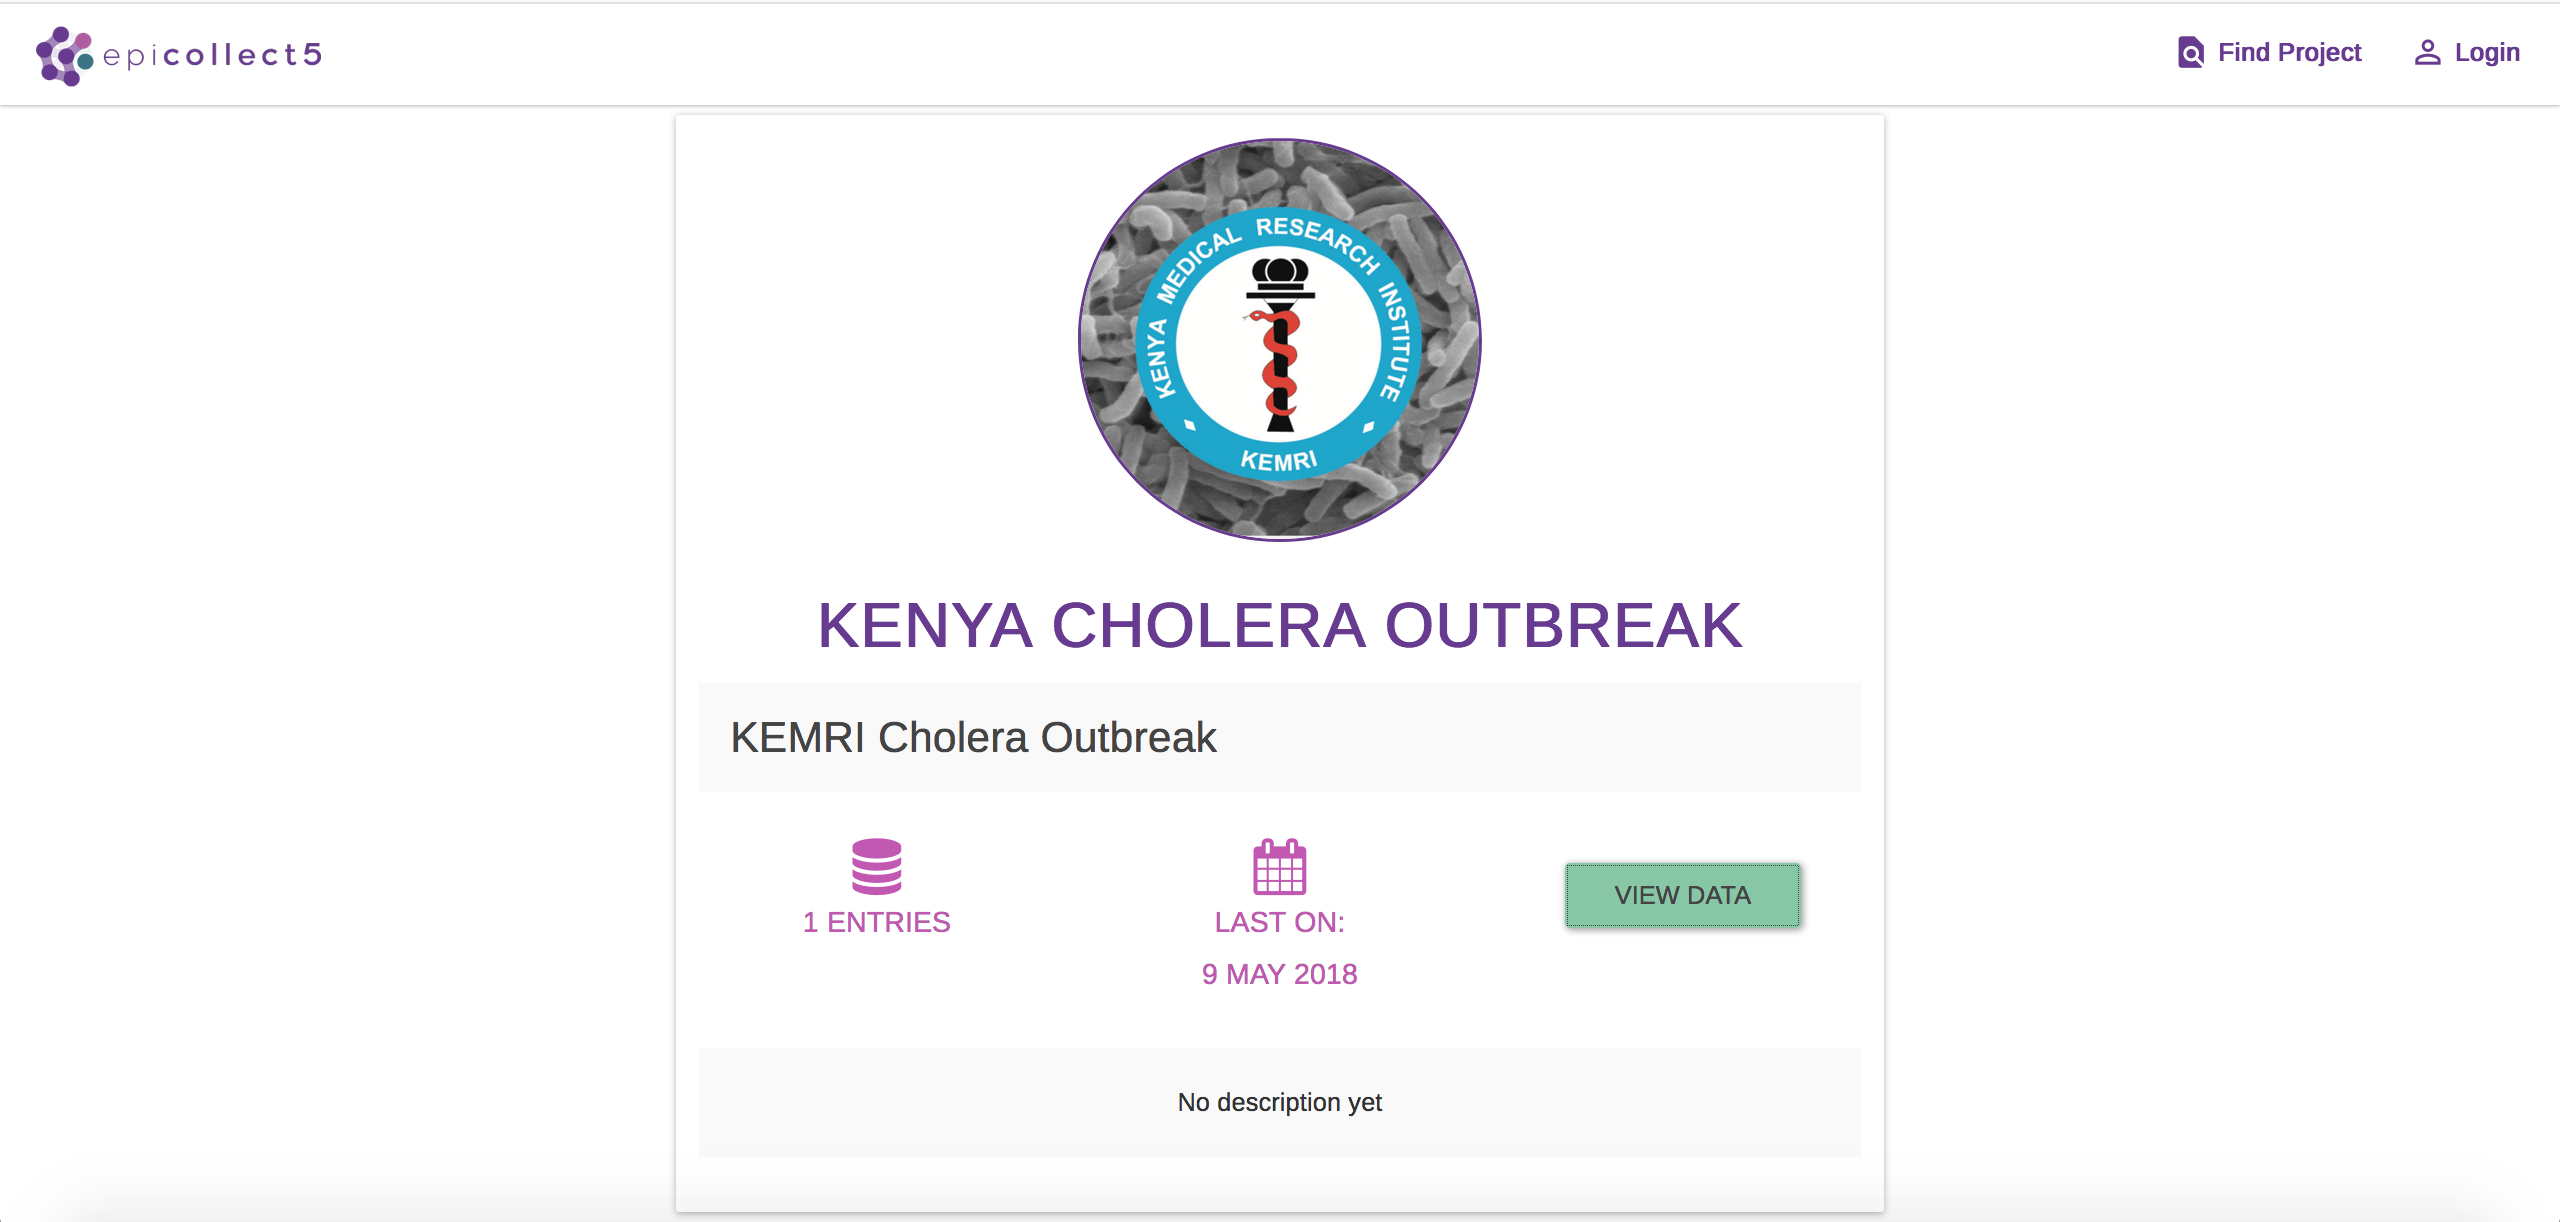 epicollect5
Find Project
Login
KENYA MEDICAL RESEARCH INSTITUTE
KEMRI
KENYA CHOLERA OUTBREAK
KEMRI Cholera Outbreak
1 ENTRIES
LAST ON:
9 MAY 2018
VIEW DATA
No description yet